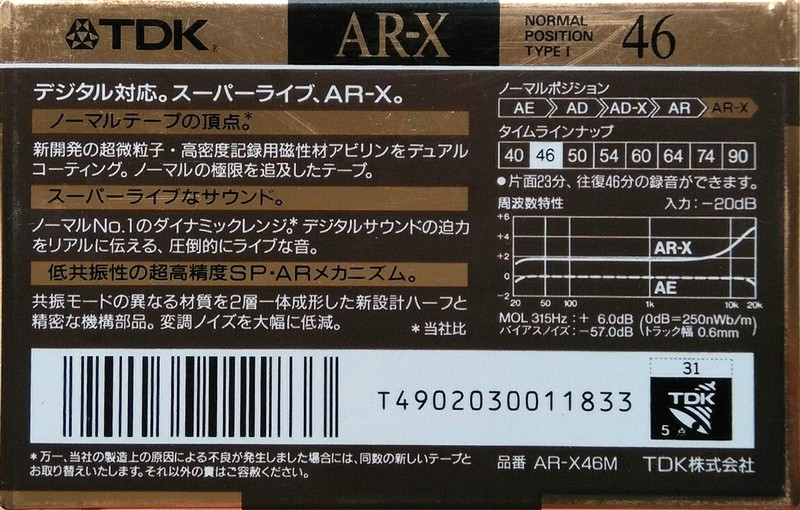 TDK
AR-X
NORMAL
POSITION
TYPE I
46
デジタル対応。スーパーライブ、AR-X。
ノーマルテープの頂点。*
新開発の超微粒子・高密度記録用磁性材アビリンをデュアル
コーティング。ノーマルの極限を追及したテープ。
スーパーライブなサウンド。
ノーマルNo.1のダイナミックレンジ。*デジタルサウンドの迫力
をリアルに伝える、圧倒的にライブな音。
低共振性の超高精度SP・ARメカニズム。
共振モードの異なる材質を2層一体成形した新設計ハーフと
精密な機構部品。変調ノイズを大幅に低減。 *当社比
ノーマルポジション
AE AD AD-X AR AR-X
タイムラインナップ
40 46 50 54 60 64 74 90
●片面23分、往復46分の録音ができます。
周波数特性 入力:-20dB
+6
+4
+2
0
-2
AR-X
AE
20 50 100 1k 10k 20k
MOL 315Hz:+ 6.0dB (0dB=250nWb/m)
バイアスノイズ:-57.0dB (トラック幅 0.6mm)
T4902030011833
31
TDK
5 点
*万一、当社の製造上の原因による不良が発生しました場合には、同数の新しいテープと
お取り替えいたします。それ以外の責はご容赦ください。
品番 AR-X46M TDK株式会社